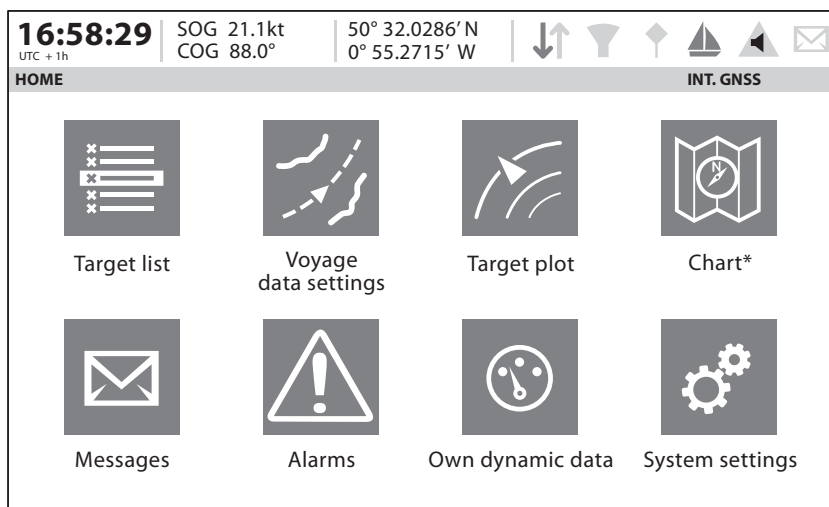 16:58:29
UTC + 1h
SOG 21.1kt
COG 88.0°
50° 32.0286′ N
0° 55.2715′ W
HOME
INT. GNSS
N
Target list
Voyage
data settings
Target plot
Chart*
Messages
Alarms
Own dynamic data
System settings